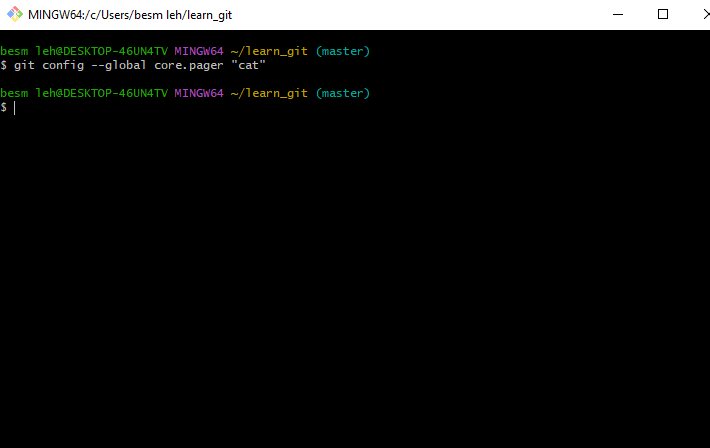 MINGW64:/c/Users/besm leh/learn_git
besm leh@DESKTOP-46UN4TV MINGW64 ~/learn_git (master)
$ git config --global core.pager "cat"
besm leh@DESKTOP-46UN4TV MINGW64 ~/learn_git (master)
$